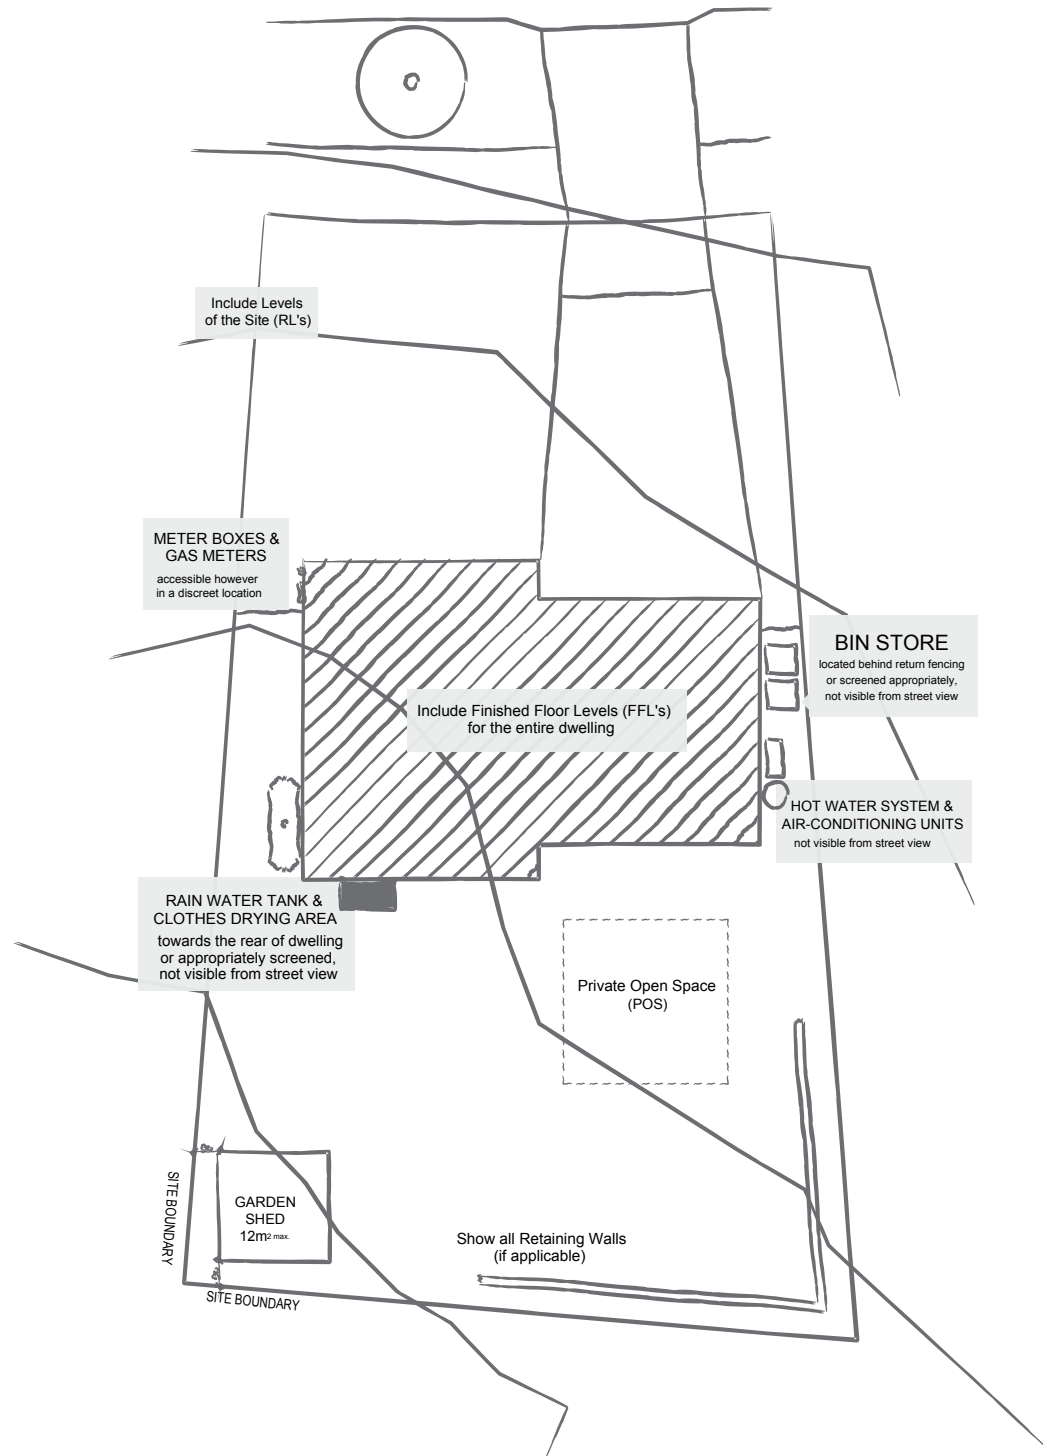 Include Levels
of the Site (RL's)
METER BOXES &
GAS METERS
accessible however
in a discreet location
BIN STORE
located behind return fencing
or screened appropriately,
not visible from street view
Include Finished Floor Levels (FFL's)
for the entire dwelling
HOT WATER SYSTEM &
AIR-CONDITIONING UNITS
not visible from street view
RAIN WATER TANK &
CLOTHES DRYING AREA
towards the rear of dwelling
or appropriately screened,
not visible from street view
Private Open Space
(POS)
SITE BOUNDARY
GARDEN
SHED
12m² max.
Show all Retaining Walls
(if applicable)
SITE BOUNDARY